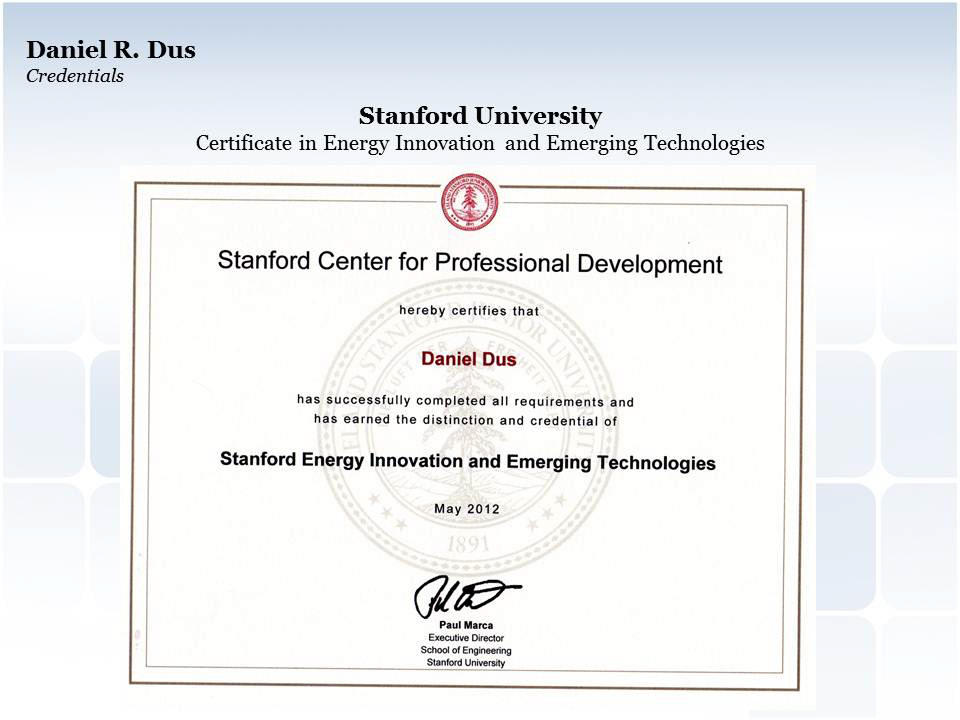 Daniel R. Dus
Credentials
Stanford University
Certificate in Energy Innovation and Emerging Technologies
Stanford Center for Professional Development
hereby certifies that
Daniel Dus
has successfully completed all requirements and
has earned the distinction and credential of
Stanford Energy Innovation and Emerging Technologies
May 2012
1891
Paul Marca
Executive Director
School of Engineering
Stanford University